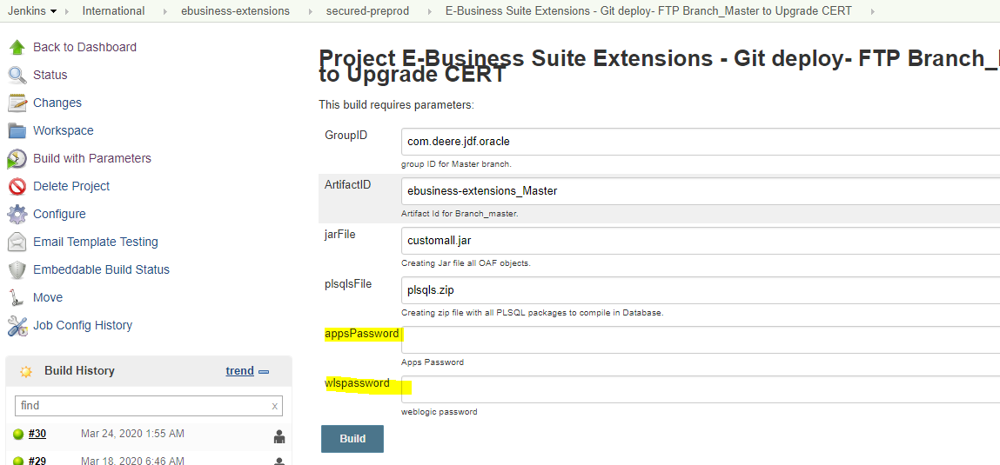 Jenkins International ebusiness-extensions secured-preprod E-Business Suite Extensions - Git deploy- FTP Branch_Master to Upgrade CERT
Back to Dashboard
Status
Changes
Workspace
Build with Parameters
Delete Project
Configure
Email Template Testing
Embeddable Build Status
Move
Job Config History
Build History trend
find x
#30 Mar 24, 2020 1:55 AM
#29 Mar 18, 2020 6:46 AM
Project E-Business Suite Extensions - Git deploy- FTP Branch_
to Upgrade CERT
This build requires parameters:
GroupID com.deere.jdf.oracle
group ID for Master branch.
ArtifactID ebusiness-extensions_Master
Artifact Id for Branch_master.
jarFile customall.jar
Creating Jar file all OAF objects.
plsqlsFile plsqls.zip
Creating zip file with all PLSQL packages to compile in Database.
appsPassword
Apps Password
wlspassword
weblogic password
Build